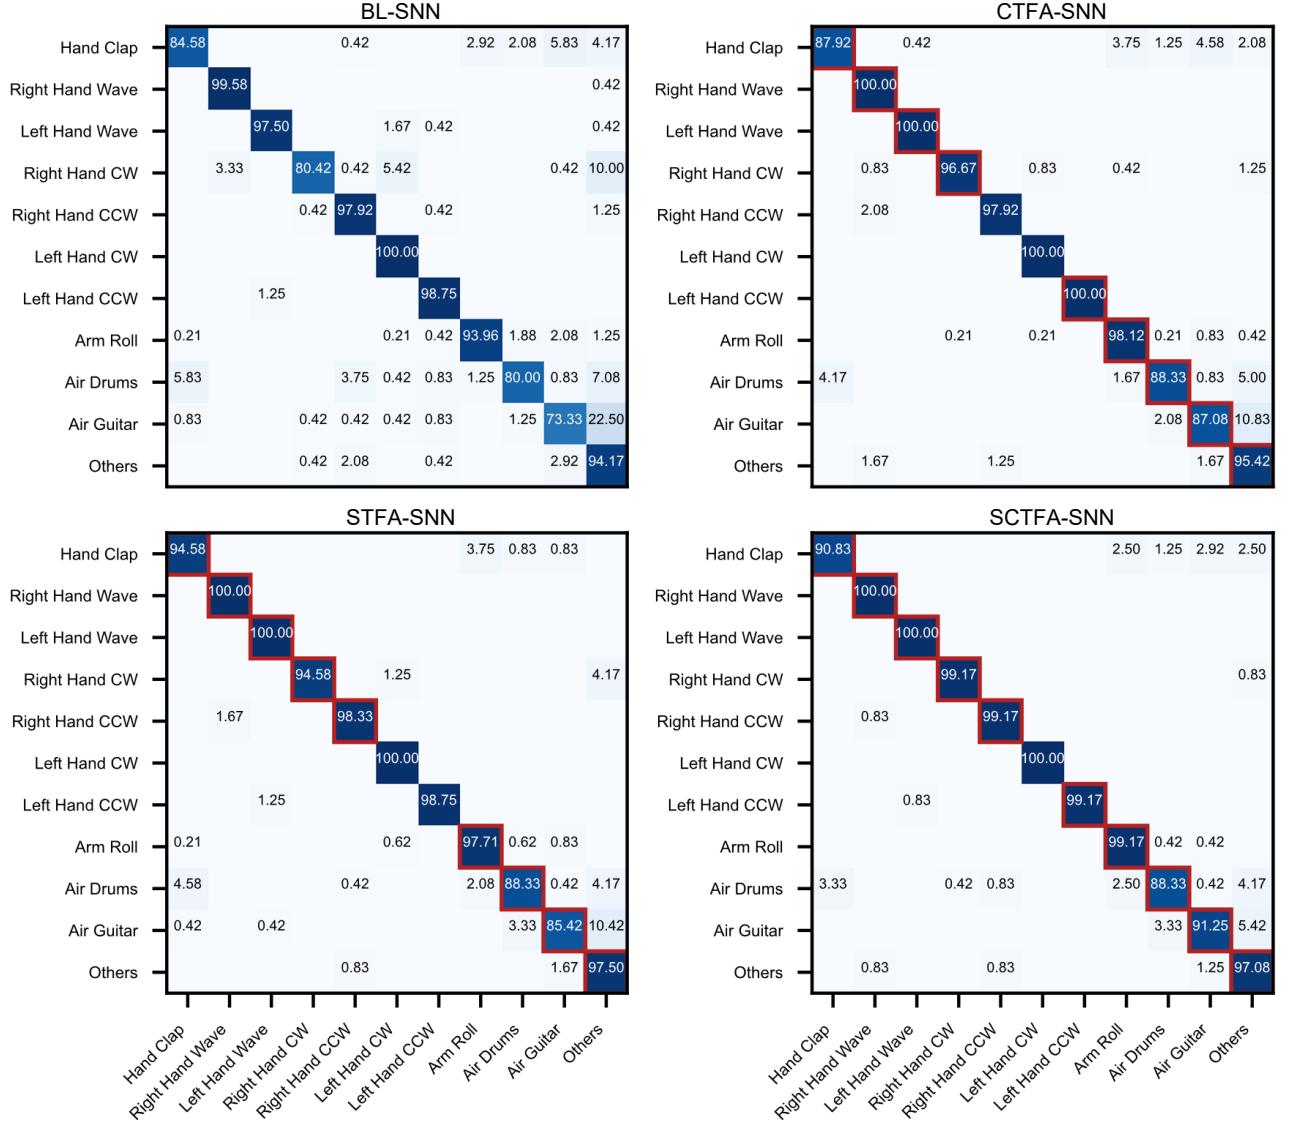 BL-SNN
Hand Clap 84.58 0.42 2.92 2.08 5.83 4.17
Right Hand Wave 99.58 0.42
Left Hand Wave 97.50 1.67 0.42 0.42
Right Hand CW 3.33 80.42 0.42 5.42 0.42 10.00
Right Hand CCW 0.42 97.92 0.42 1.25
Left Hand CW 100.00
Left Hand CCW 1.25 98.75
Arm Roll 0.21 0.21 0.42 93.96 1.88 2.08 1.25
Air Drums 5.83 3.75 0.42 0.83 1.25 80.00 0.83 7.08
Air Guitar 0.83 0.42 0.42 0.42 0.83 1.25 73.33 22.50
Others 0.42 2.08 0.42 2.92 94.17
CTFA-SNN
Hand Clap 87.92 0.42 3.75 1.25 4.58 2.08
Right Hand Wave 100.00
Left Hand Wave 100.00
Right Hand CW 0.83 96.67 0.83 0.42 1.25
Right Hand CCW 2.08 97.92
Left Hand CW 100.00
Left Hand CCW 100.00
Arm Roll 0.21 0.21 98.12 0.21 0.83 0.42
Air Drums 4.17 1.67 88.33 0.83 5.00
Air Guitar 2.08 87.08 10.83
Others 1.67 1.25 1.67 95.42
STFA-SNN
Hand Clap 94.58 3.75 0.83 0.83
Right Hand Wave 100.00
Left Hand Wave 100.00
Right Hand CW 94.58 1.25 4.17
Right Hand CCW 1.67 98.33
Left Hand CW 100.00
Left Hand CCW 1.25 98.75
Arm Roll 0.21 0.62 97.71 0.62 0.83
Air Drums 4.58 0.42 2.08 88.33 0.42 4.17
Air Guitar 0.42 0.42 3.33 85.42 10.42
Others 0.83 1.67 97.50
Hand Clap Right Hand Wave Left Hand Wave Right Hand CW Right Hand CCW Left Hand CW Left Hand CCW Arm Roll Air Drums Air Guitar Others
SCTFA-SNN
Hand Clap 90.83 2.50 1.25 2.92 2.50
Right Hand Wave 100.00
Left Hand Wave 100.00
Right Hand CW 99.17 0.83
Right Hand CCW 0.83 99.17
Left Hand CW 100.00
Left Hand CCW 0.83 99.17
Arm Roll 99.17 0.42 0.42
Air Drums 3.33 0.42 0.83 2.50 88.33 0.42 4.17
Air Guitar 3.33 91.25 5.42
Others 0.83 0.83 1.25 97.08
Hand Clap Right Hand Wave Left Hand Wave Right Hand CW Right Hand CCW Left Hand CW Left Hand CCW Arm Roll Air Drums Air Guitar Others